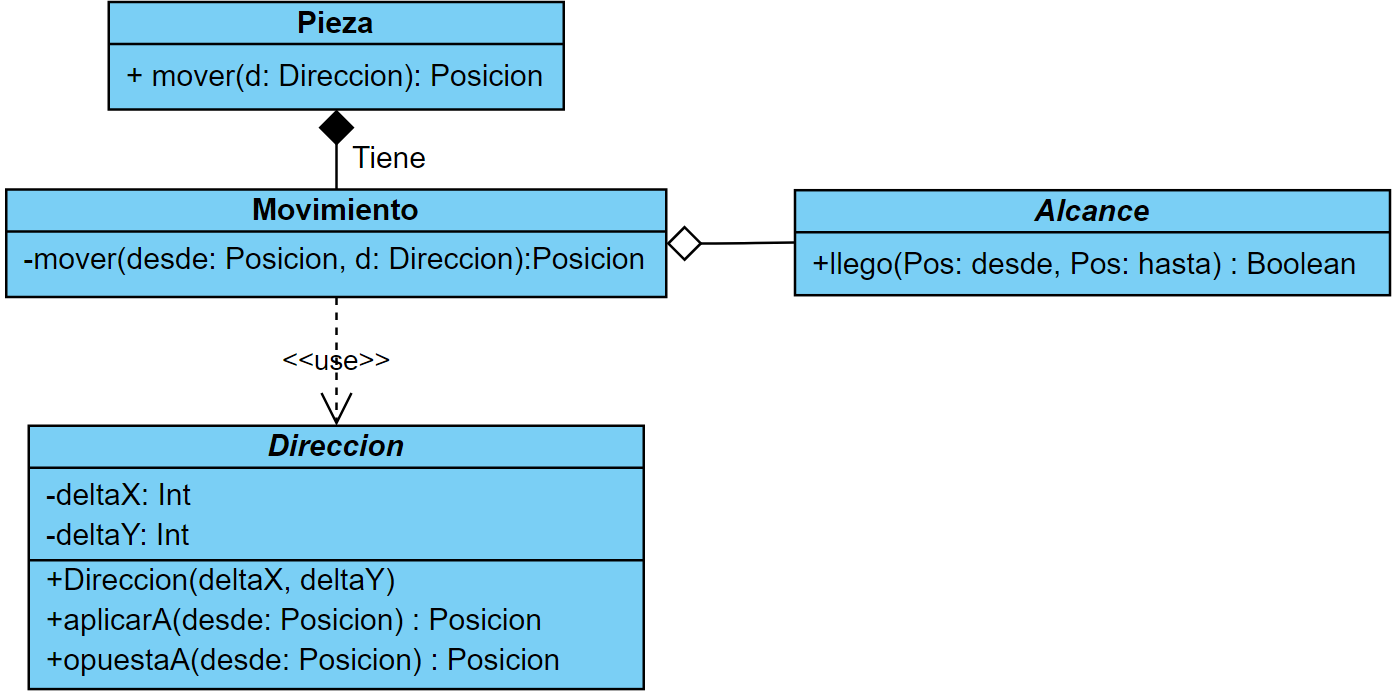 Pieza
+ mover(d: Direccion): Posicion
Tiene
Movimiento
-mover(desde: Posicion, d: Direccion):Posicion
Alcance
+llego(Pos: desde, Pos: hasta) : Boolean
<<use>>
Direccion
-deltaX: Int
-deltaY: Int
+Direccion(deltaX, deltaY)
+aplicarA(desde: Posicion) : Posicion
+opuestaA(desde: Posicion) : Posicion